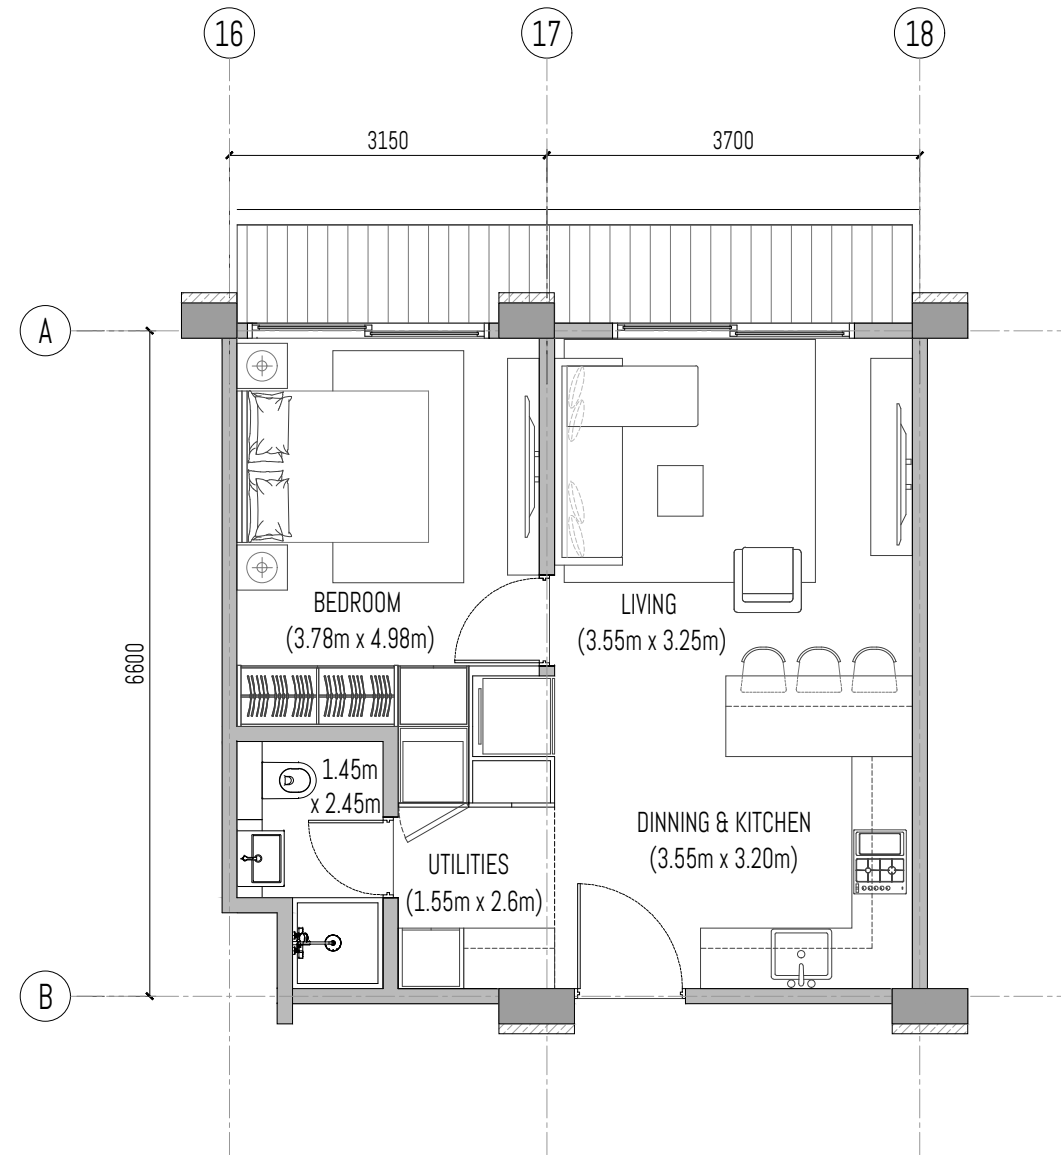 16 17 18
3150 3700
A
BEDROOM
(3.78m x 4.98m)
LIVING
(3.55m x 3.25m)
6600
1.45m
x 2.45m
DINNING & KITCHEN
(3.55m x 3.20m)
UTILITIES
(1.55m x 2.6m)
B